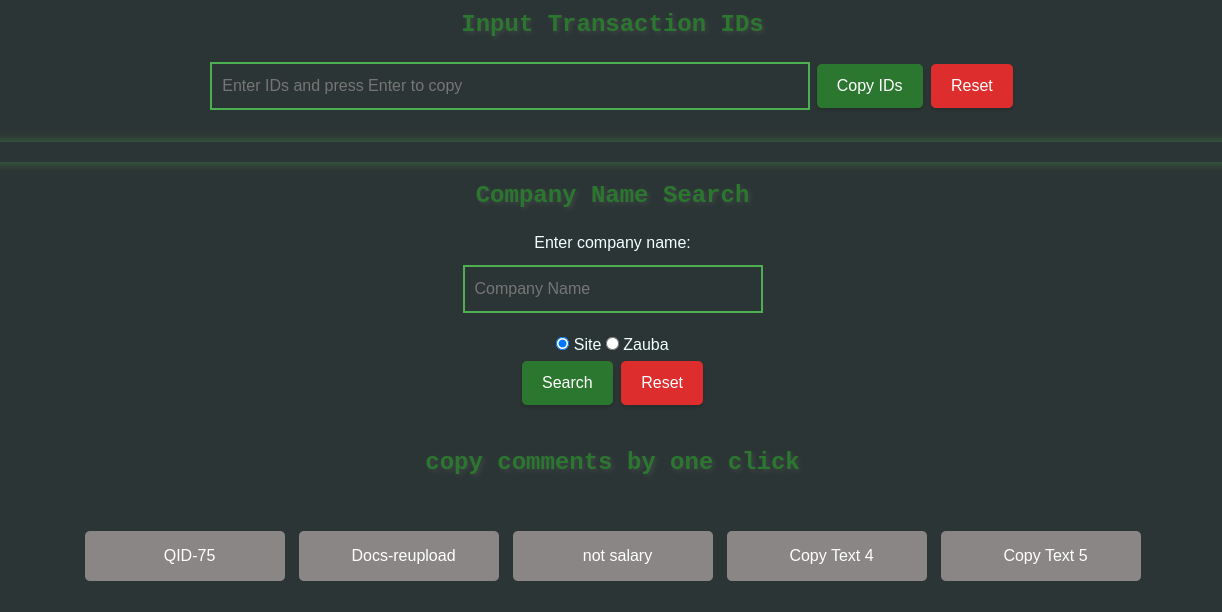 Input Transaction IDs
Enter IDs and press Enter to copy Copy IDs Reset
Company Name Search
Enter company name:
Company Name
Site Zauba
Search Reset
copy comments by one click
QID-75 Docs-reupload not salary Copy Text 4 Copy Text 5